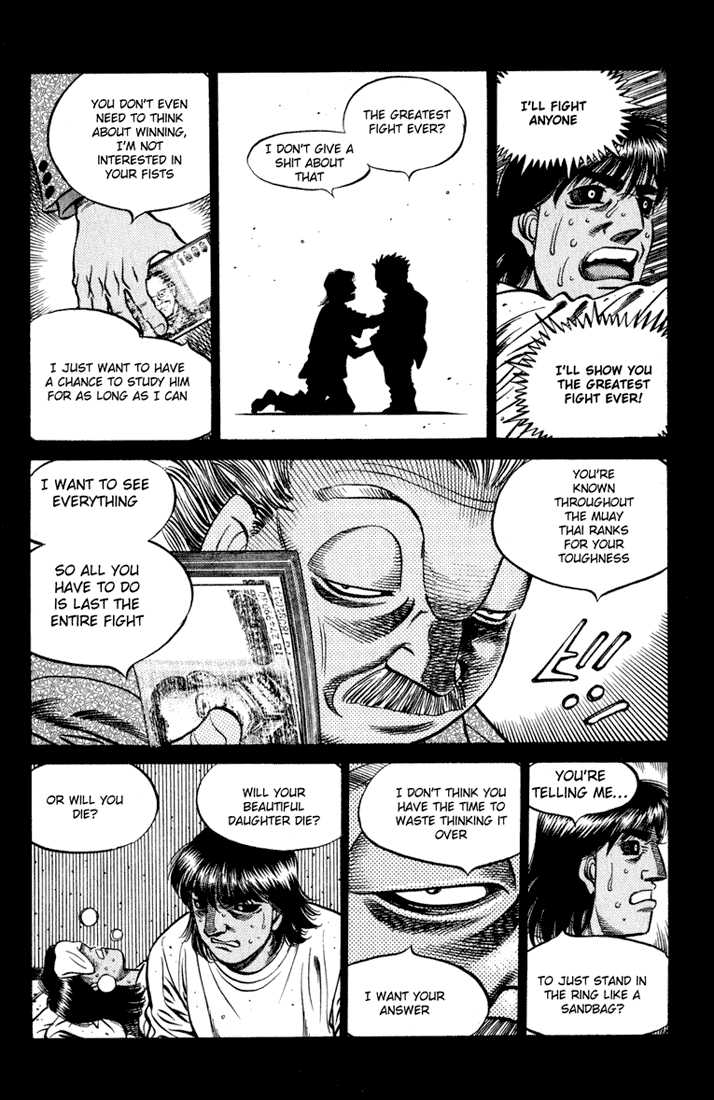 I'LL FIGHT
ANYONE
I'LL SHOW YOU
THE GREATEST
FIGHT EVER!
THE GREATEST
FIGHT EVER?
I DON'T GIVE A
SHIT ABOUT
THAT
YOU DON'T EVEN
NEED TO THINK
ABOUT WINNING,
I'M NOT
INTERESTED IN
YOUR FISTS
I JUST WANT TO HAVE
A CHANCE TO STUDY HIM
FOR AS LONG AS I CAN
YOU'RE
KNOWN
THROUGHOUT
THE MUAY
THAI RANKS
FOR YOUR
TOUGHNESS
I WANT TO SEE
EVERYTHING
SO ALL YOU
HAVE TO DO
IS LAST THE
ENTIRE FIGHT
YOU'RE
TELLING ME...
TO JUST STAND IN
THE RING LIKE A
SANDBAG?
I DON'T THINK YOU
HAVE THE TIME TO
WASTE THINKING IT
OVER
I WANT YOUR
ANSWER
WILL YOUR
BEAUTIFUL
DAUGHTER DIE?
OR WILL YOU
DIE?